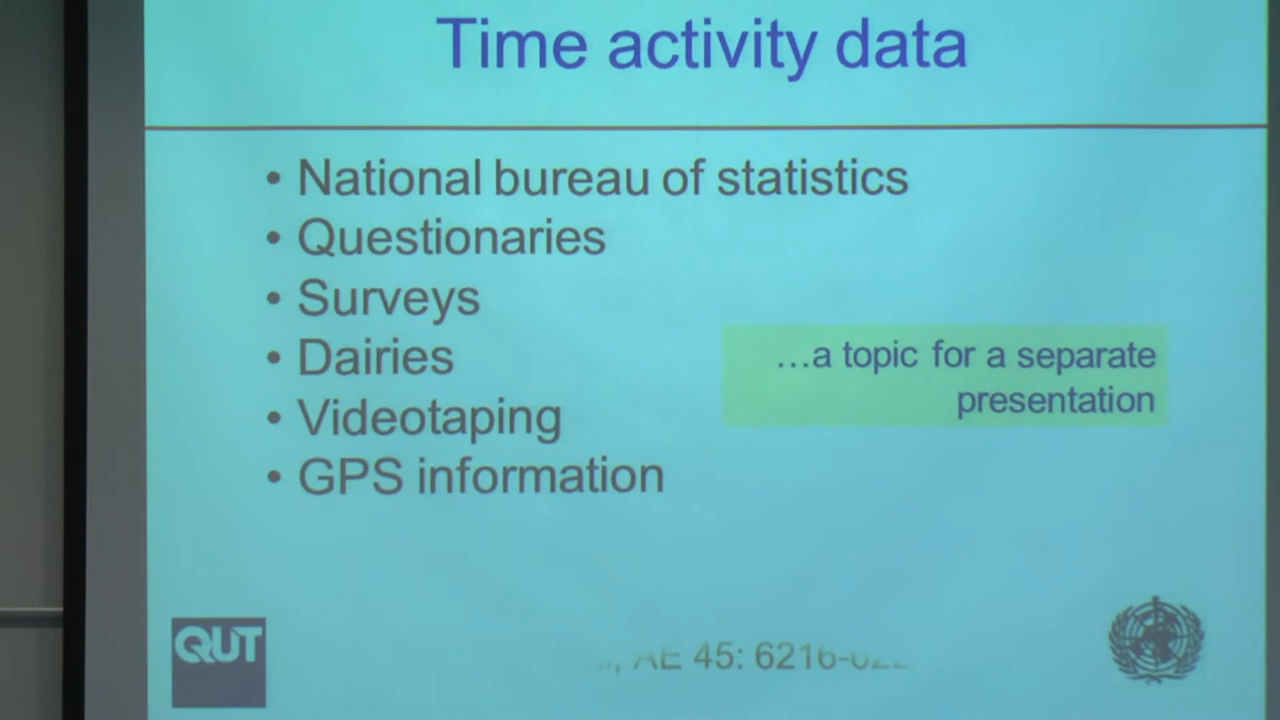 Time activity data
• National bureau of statistics
• Questionaries
• Surveys
• Dairies
…a topic for a separate
presentation
• Videotaping
• GPS information
QUT
AE 45: